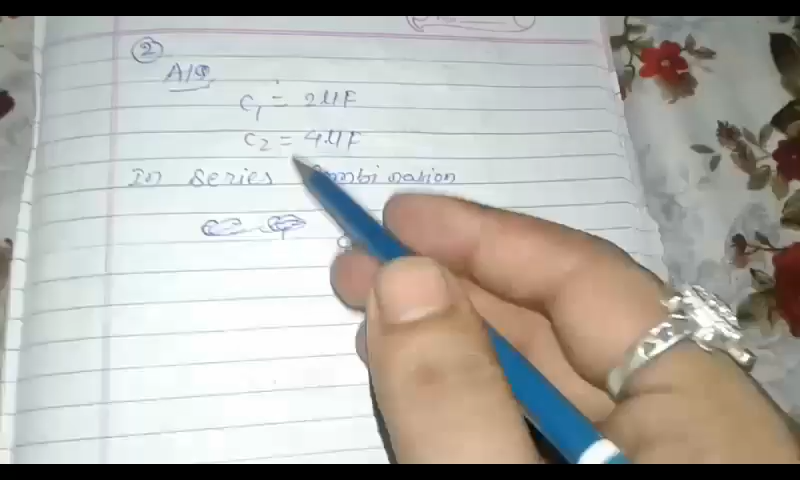 ②
A/Q
C₁ = 2µF
C₂ = 4µF
In series Combination